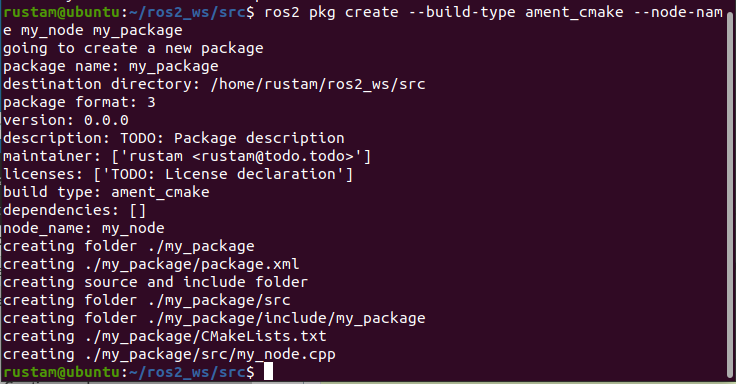 rustam@ubuntu:~/ros2_ws/src$ ros2 pkg create --build-type ament_cmake --node-nam
e my_node my_package
going to create a new package
package name: my_package
destination directory: /home/rustam/ros2_ws/src
package format: 3
version: 0.0.0
description: TODO: Package description
maintainer: ['rustam <rustam@todo.todo>']
licenses: ['TODO: License declaration']
build type: ament_cmake
dependencies: []
node_name: my_node
creating folder ./my_package
creating ./my_package/package.xml
creating source and include folder
creating folder ./my_package/src
creating folder ./my_package/include/my_package
creating ./my_package/CMakeLists.txt
creating ./my_package/src/my_node.cpp
rustam@ubuntu:~/ros2_ws/src$